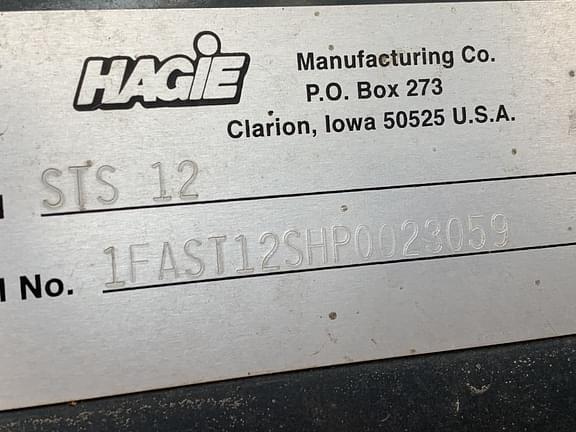 HAGIE
Manufacturing Co.
P.O. Box 273
Clarion, Iowa 50525 U.S.A.
STS 12
No. 1FAST12SHP0023059